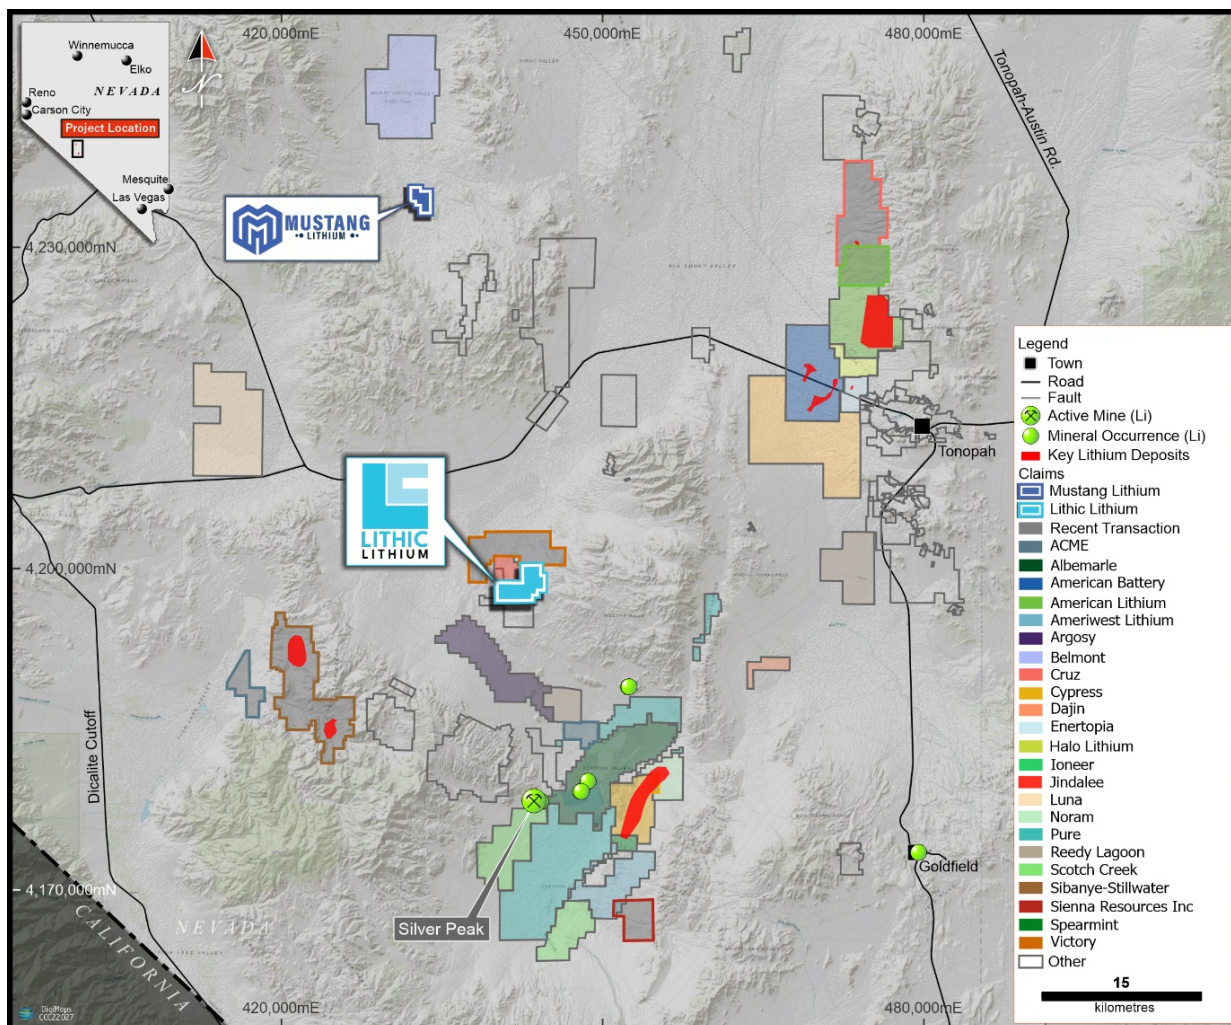 420,000mE
450,000mE
480,000mE
Winnemucca
Elko
NEVADA
Reno
Carson City
Project Location
Mesquite
Las Vegas
N
Tonopah-Austin Rd.
MUSTANG
LITHIUM
4,230,000mN
BIG SMOKY VALLEY
Tonopah
LITHIC
LITHIUM
4,200,000mN
Dicalite Cutoff
Silver Peak
Goldfield
4,170,000mN
NEVADA
CALIFORNIA
420,000mE
480,000mE
DigiMaps
CCC22027
Legend
Town
Road
Fault
Active Mine (Li)
Mineral Occurrence (Li)
Key Lithium Deposits
Claims
Mustang Lithium
Lithic Lithium
Recent Transaction
ACME
Albemarle
American Battery
American Lithium
Ameriwest Lithium
Argosy
Belmont
Cruz
Cypress
Dajin
Enertopia
Halo Lithium
Ioneer
Jindalee
Luna
Noram
Pure
Reedy Lagoon
Scotch Creek
Sibanye-Stillwater
Sienna Resources Inc
Spearmint
Victory
Other
15
kilometres